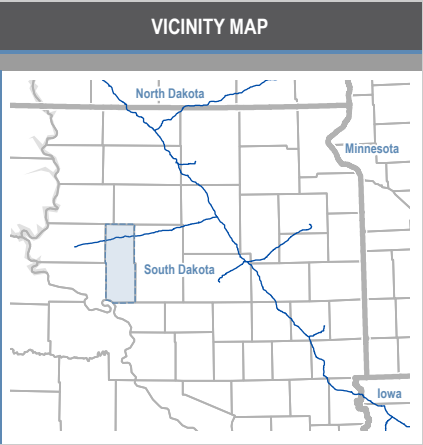 VICINITY MAP
North Dakota
Minnesota
South Dakota
Iowa